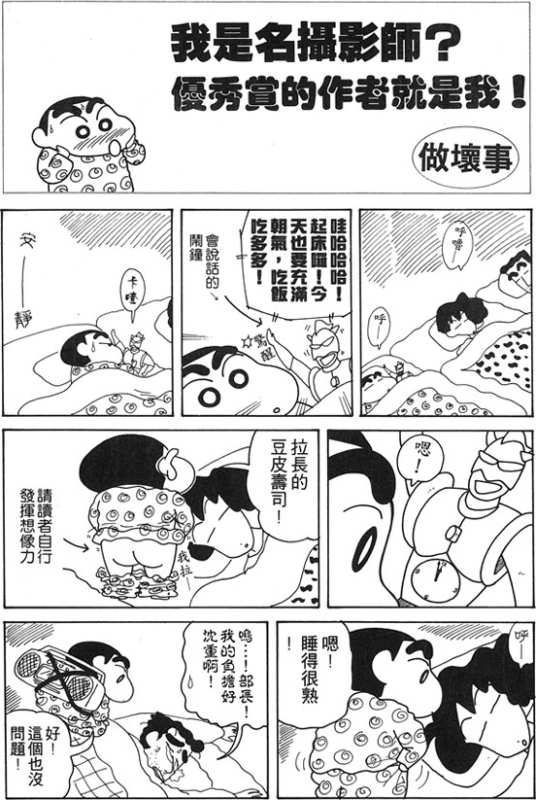 我是名攝影師？
優秀賞的作者就是我！
做壞事
呼嚕…
呼…
哇哈哈哈！
起床囉！今
天也要充滿
朝氣，吃飯
吃多多！
驚醒
會說話的
鬧鐘
卡喳
安——靜
嗯！
拉長的
豆皮壽司！
我拉
請讀者自行
發揮想像力
呼…
嗯！
睡得很熟
！
嗚…！部長！
我的負擔好
沈重啊！
好！
這個也沒
問題！